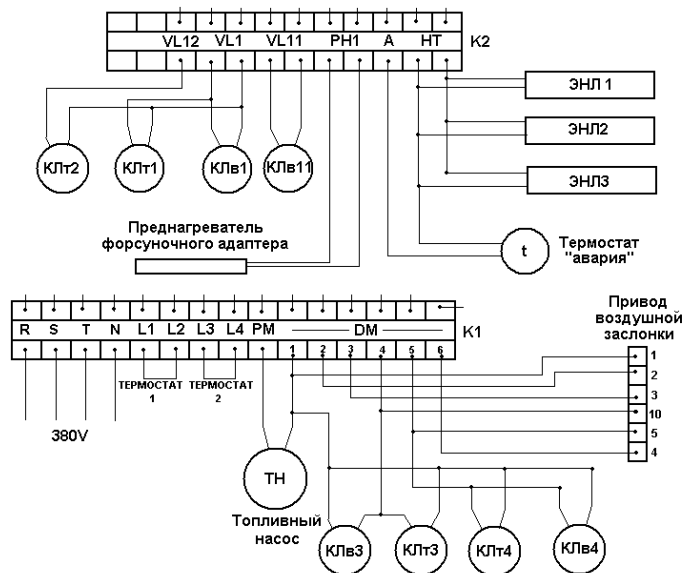 VL12 VL1 VL11 PH1 A HT K2
ЭНЛ 1
ЭНЛ2
ЭНЛ3
КЛт2 КЛт1 КЛв1 КЛв11
Преднагреватель
форсуночного адаптера
t
Термостат
"авария"
R S T N L1 L2 L3 L4 PM DM K1
1 2 3 4 5 6
ТЕРМОСТАТ
1
ТЕРМОСТАТ
2
380V
Привод
воздушной
заслонки
1
2
3
10
5
4
ТН
Топливный
насос
КЛв3 КЛт3 КЛт4 КЛв4